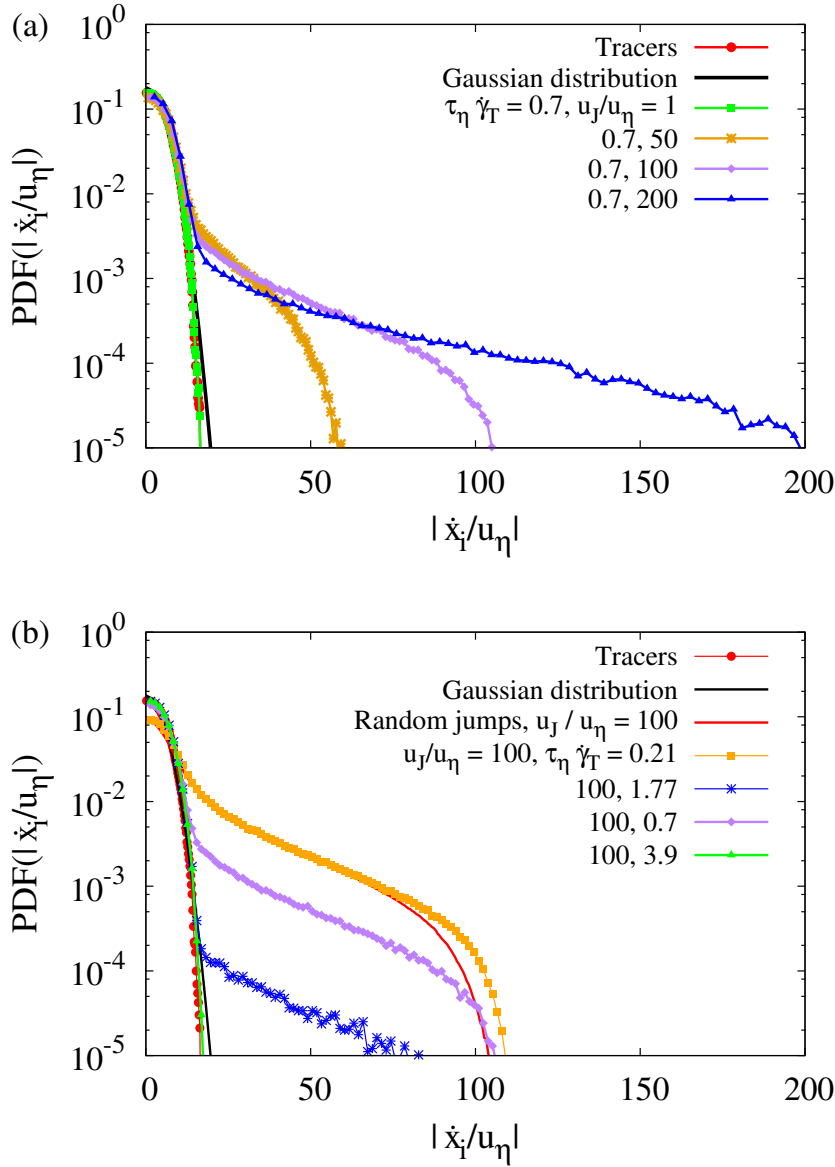 (a)
10^0
10^-1
10^-2
10^-3
10^-4
10^-5
PDF(| ẋ_i/u_η|)
Tracers
Gaussian distribution
τ_η γ̇_T = 0.7, u_J/u_η = 1
0.7, 50
0.7, 100
0.7, 200
0 50 100 150 200
| ẋ_i/u_η|
(b)
10^0
10^-1
10^-2
10^-3
10^-4
10^-5
PDF(| ẋ_i/u_η|)
Tracers
Gaussian distribution
Random jumps, u_J / u_η = 100
u_J/u_η = 100, τ_η γ̇_T = 0.21
100, 1.77
100, 0.7
100, 3.9
0 50 100 150 200
| ẋ_i/u_η|